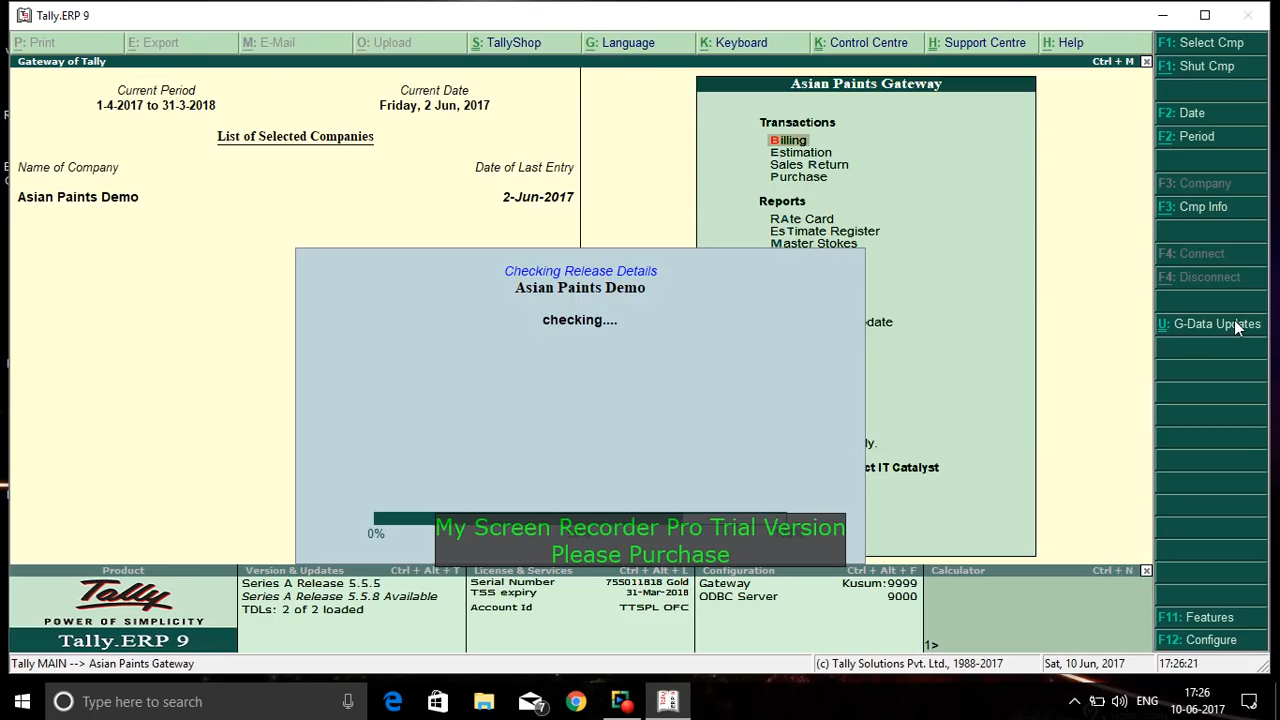 Tally.ERP 9
P: Print
E: Export
M: E-Mail
O: Upload
S: TallyShop
G: Language
K: Keyboard
K: Control Centre
H: Support Centre
H: Help
Gateway of Tally
Ctrl + M
Current Period
1-4-2017 to 31-3-2018
Current Date
Friday, 2 Jun, 2017
List of Selected Companies
Name of Company
Date of Last Entry
Asian Paints Demo
2-Jun-2017
Asian Paints Gateway
Transactions
Billing
Estimation
Sales Return
Purchase
Reports
RAte Card
EsTimate Register
Master Stokes
date
ly.
ct IT Catalyst
Checking Release Details
Asian Paints Demo
checking....
0%
My Screen Recorder Pro Trial Version
Please Purchase
F1: Select Cmp
F1: Shut Cmp
F2: Date
F2: Period
F3: Company
F3: Cmp Info
F4: Connect
F4: Disconnect
U: G-Data Updates
F11: Features
F12: Configure
Product
Tally
POWER OF SIMPLICITY
Tally.ERP 9
Version & Updates Ctrl + Alt + T
Series A Release 5.5.5
Series A Release 5.5.8 Available
TDLs: 2 of 2 loaded
License & Services Ctrl + Alt + L
Serial Number 755011818 Gold
TSS expiry 31-Mar-2018
Account Id TTSPL OFC
Configuration Ctrl + Alt + F
Gateway Kusum:9999
ODBC Server 9000
Calculator Ctrl + N
1>
Tally MAIN --> Asian Paints Gateway
(c) Tally Solutions Pvt. Ltd., 1988-2017
Sat, 10 Jun, 2017
17:26:21
Type here to search
7
ENG
17:26
10-06-2017